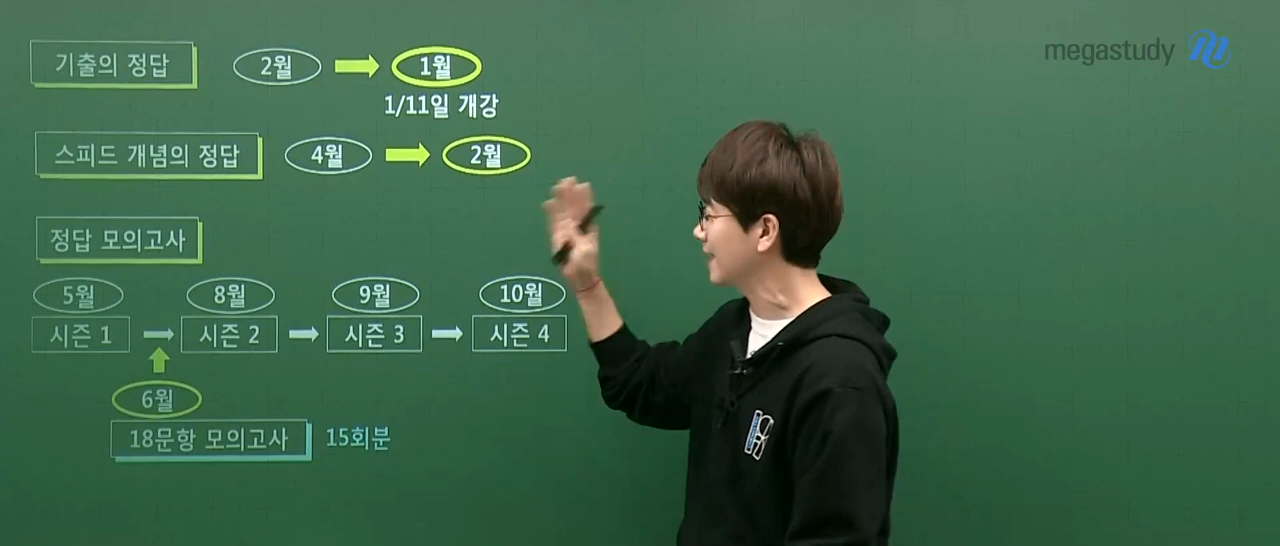 기출의 정답 2월 1월
1/11일 개강
스피드 개념의 정답 4월 2월
정답 모의고사
5월 8월 9월 10월
시즌 1 시즌 2 시즌 3 시즌 4
6월
18문항 모의고사 15회분
megastudy